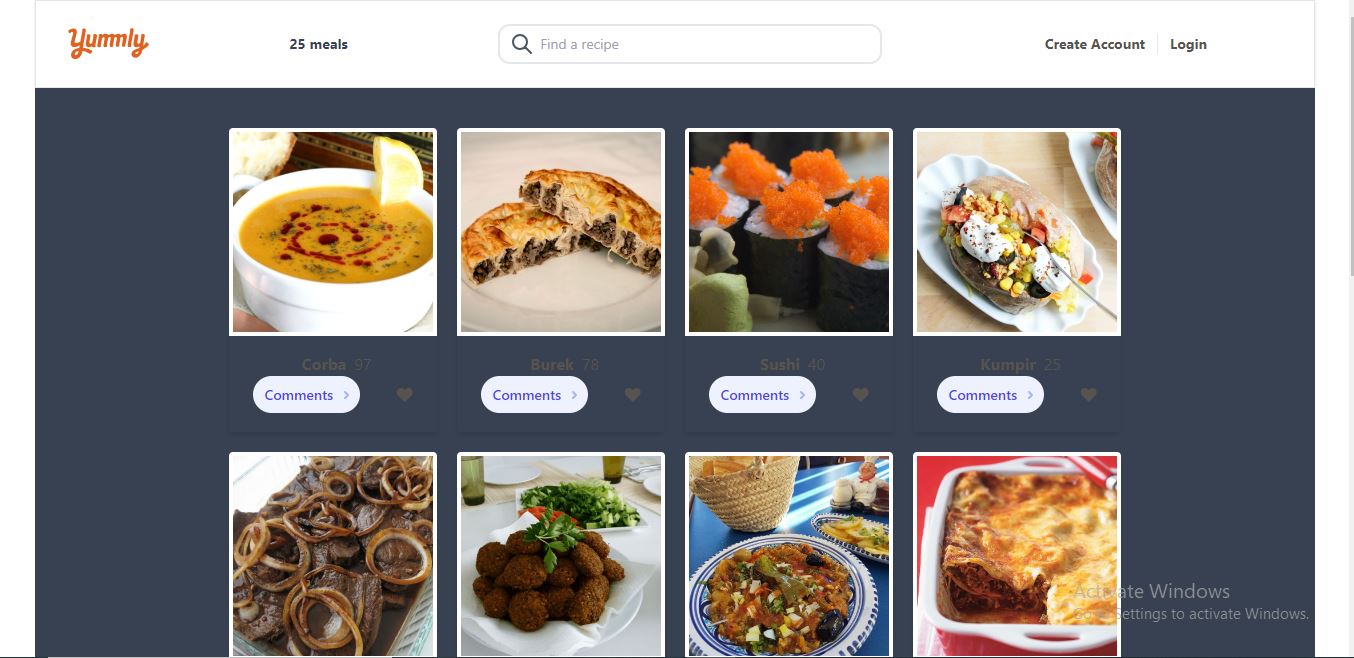 Yummly
25 meals
Find a recipe
Create Account
Login
Corba 97
Burek 78
Sushi 40
Kumpir 25
Comments
Comments
Comments
Comments
Activate Windows
Go to Settings to activate Windows.